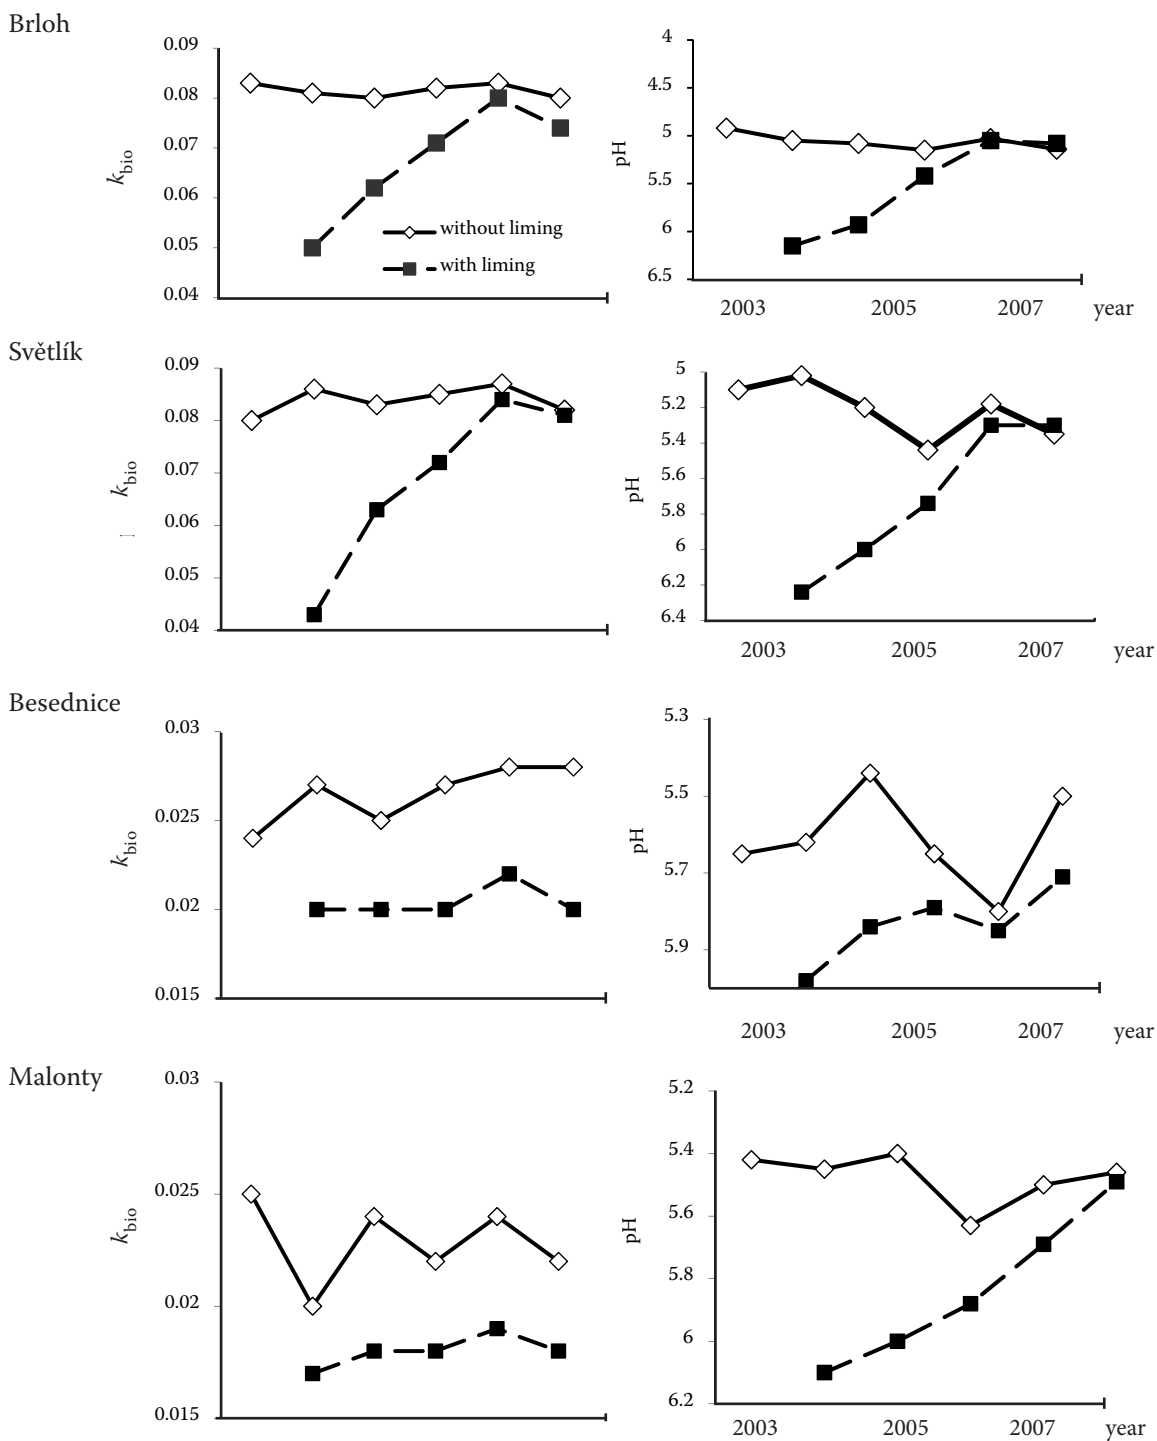 Brloh
0.09
0.08
0.07
0.06
0.05
0.04
kbio
without liming
with liming
4
4.5
5
5.5
6
6.5
pH
2003 2005 2007 year
Světlík
0.09
0.08
0.07
0.06
0.05
0.04
kbio
5
5.2
5.4
5.6
5.8
6
6.2
6.4
pH
2003 2005 2007 year
Besednice
0.03
0.025
0.02
0.015
kbio
5.3
5.5
5.7
5.9
pH
2003 2005 2007 year
Malonty
0.03
0.025
0.02
0.015
kbio
5.2
5.4
5.6
5.8
6
6.2
pH
2003 2005 2007 year